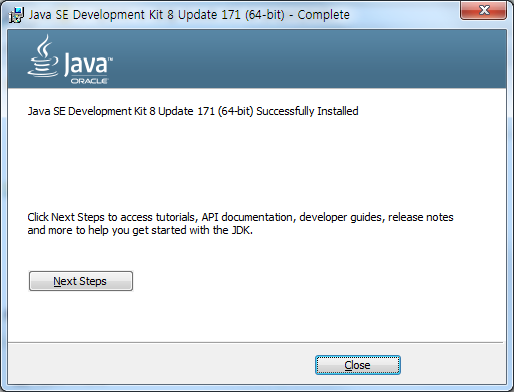 Java SE Development Kit 8 Update 171 (64-bit) - Complete
Java™
ORACLE
Java SE Development Kit 8 Update 171 (64-bit) Successfully Installed
Click Next Steps to access tutorials, API documentation, developer guides, release notes
and more to help you get started with the JDK.
Next Steps
Close